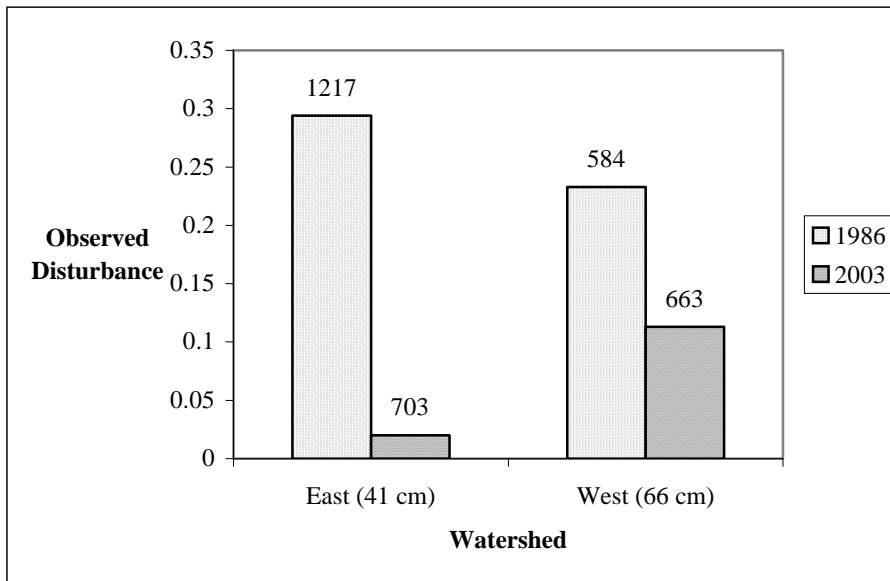 0.35
0.3
0.25
0.2
0.15
0.1
0.05
0
Observed
Disturbance
1217
703
584
663
East (41 cm)
West (66 cm)
Watershed
1986
2003